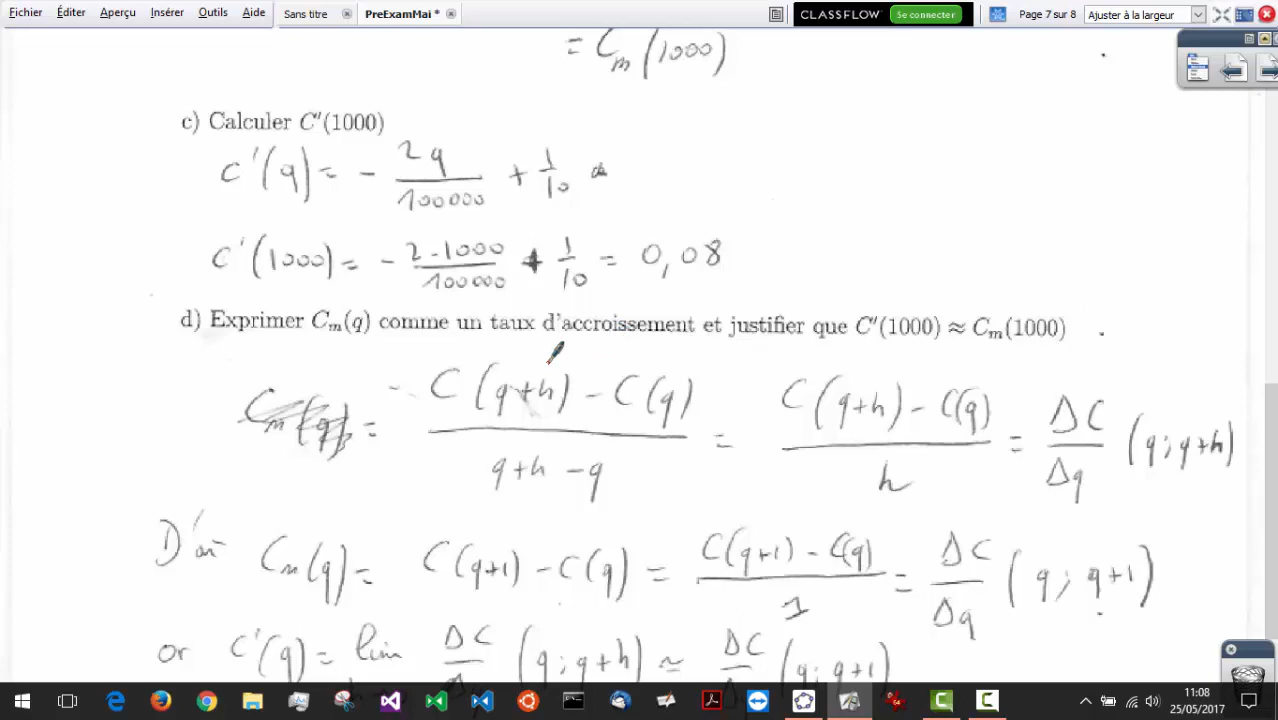 Fichier Éditer Aperçu Insérer Outils Aide Sans titre PreExamMai * CLASSFLOW Se connecter Page 7 sur 8 Ajuster à la largeur
= C_m(1000)
c) Calculer C'(1000)
C'(q) = - 2q/100000 + 1/10
C'(1000) = - 2·1000/100000 + 1/10 = 0,08
d) Exprimer C_m(q) comme un taux d'accroissement et justifier que C'(1000) ≈ C_m(1000) .
C_m(q) = C(q+h) - C(q)/q+h-q = C(q+h) - C(q)/h = ΔC/Δq (q; q+h)
D'où C_m(q) = C(q+1) - C(q) = C(q+1) - C(q)/1 = ΔC/Δq (q; q+1)
or C'(q) = lim ΔC (q; q+h) ≈ ΔC (q; q+1)
11:08
25/05/2017